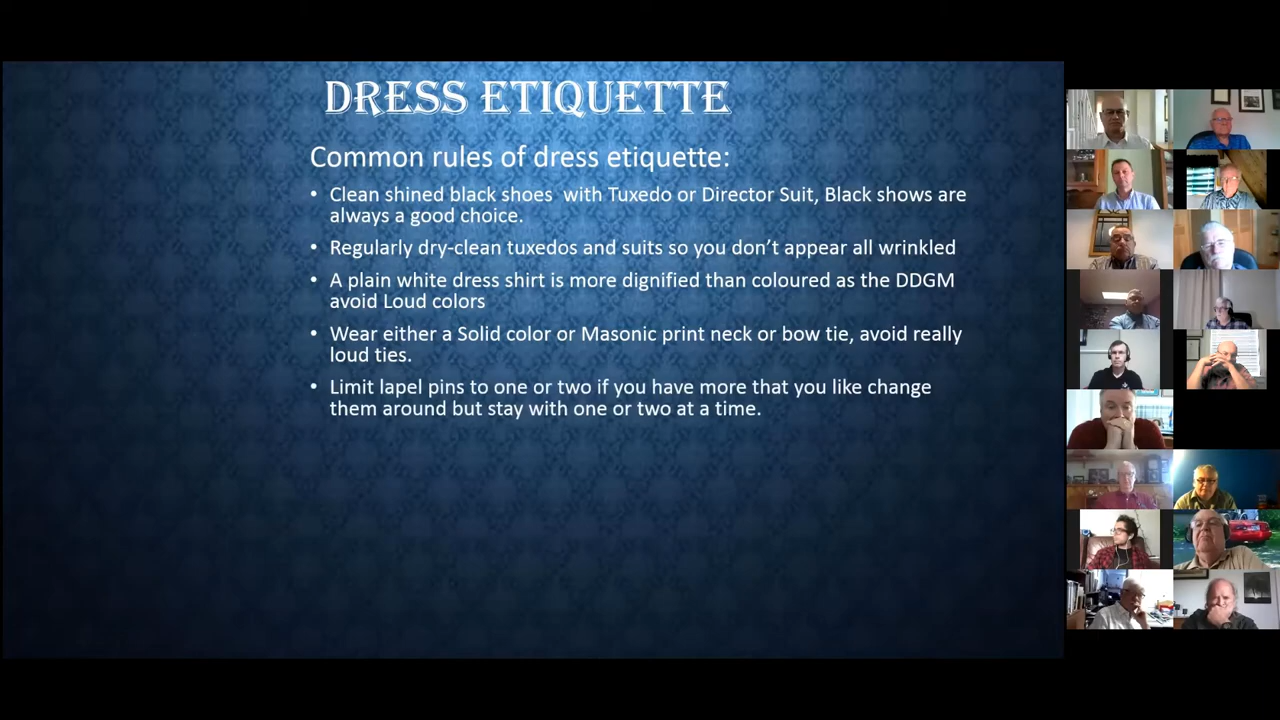 DRESS ETIQUETTE
Common rules of dress etiquette:
• Clean shined black shoes  with Tuxedo or Director Suit, Black shows are
always a good choice.
• Regularly dry-clean tuxedos and suits so you don’t appear all wrinkled
• A plain white dress shirt is more dignified than coloured as the DDGM
avoid Loud colors
• Wear either a Solid color or Masonic print neck or bow tie, avoid really
loud ties.
• Limit lapel pins to one or two if you have more that you like change
them around but stay with one or two at a time.